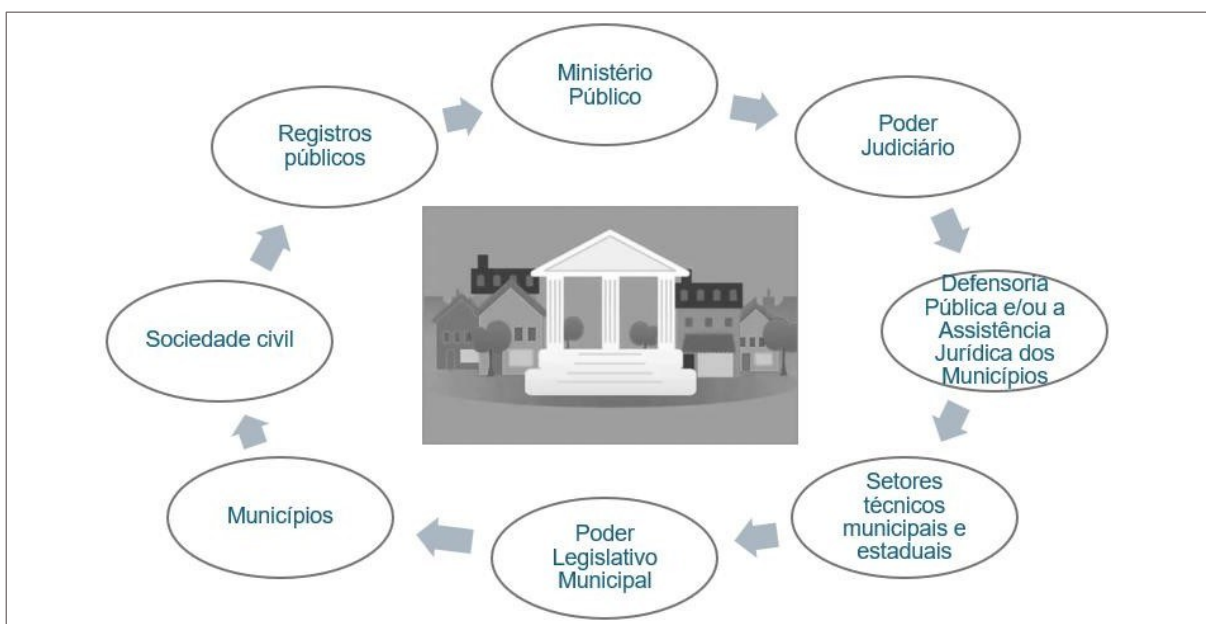 Ministério
Público
Poder
Judiciário
Defensoria
Pública e/ou a
Assistência
Jurídica dos
Municípios
Setores
técnicos
municipais e
estaduais
Poder
Legislativo
Municipal
Municípios
Sociedade civil
Registros
públicos